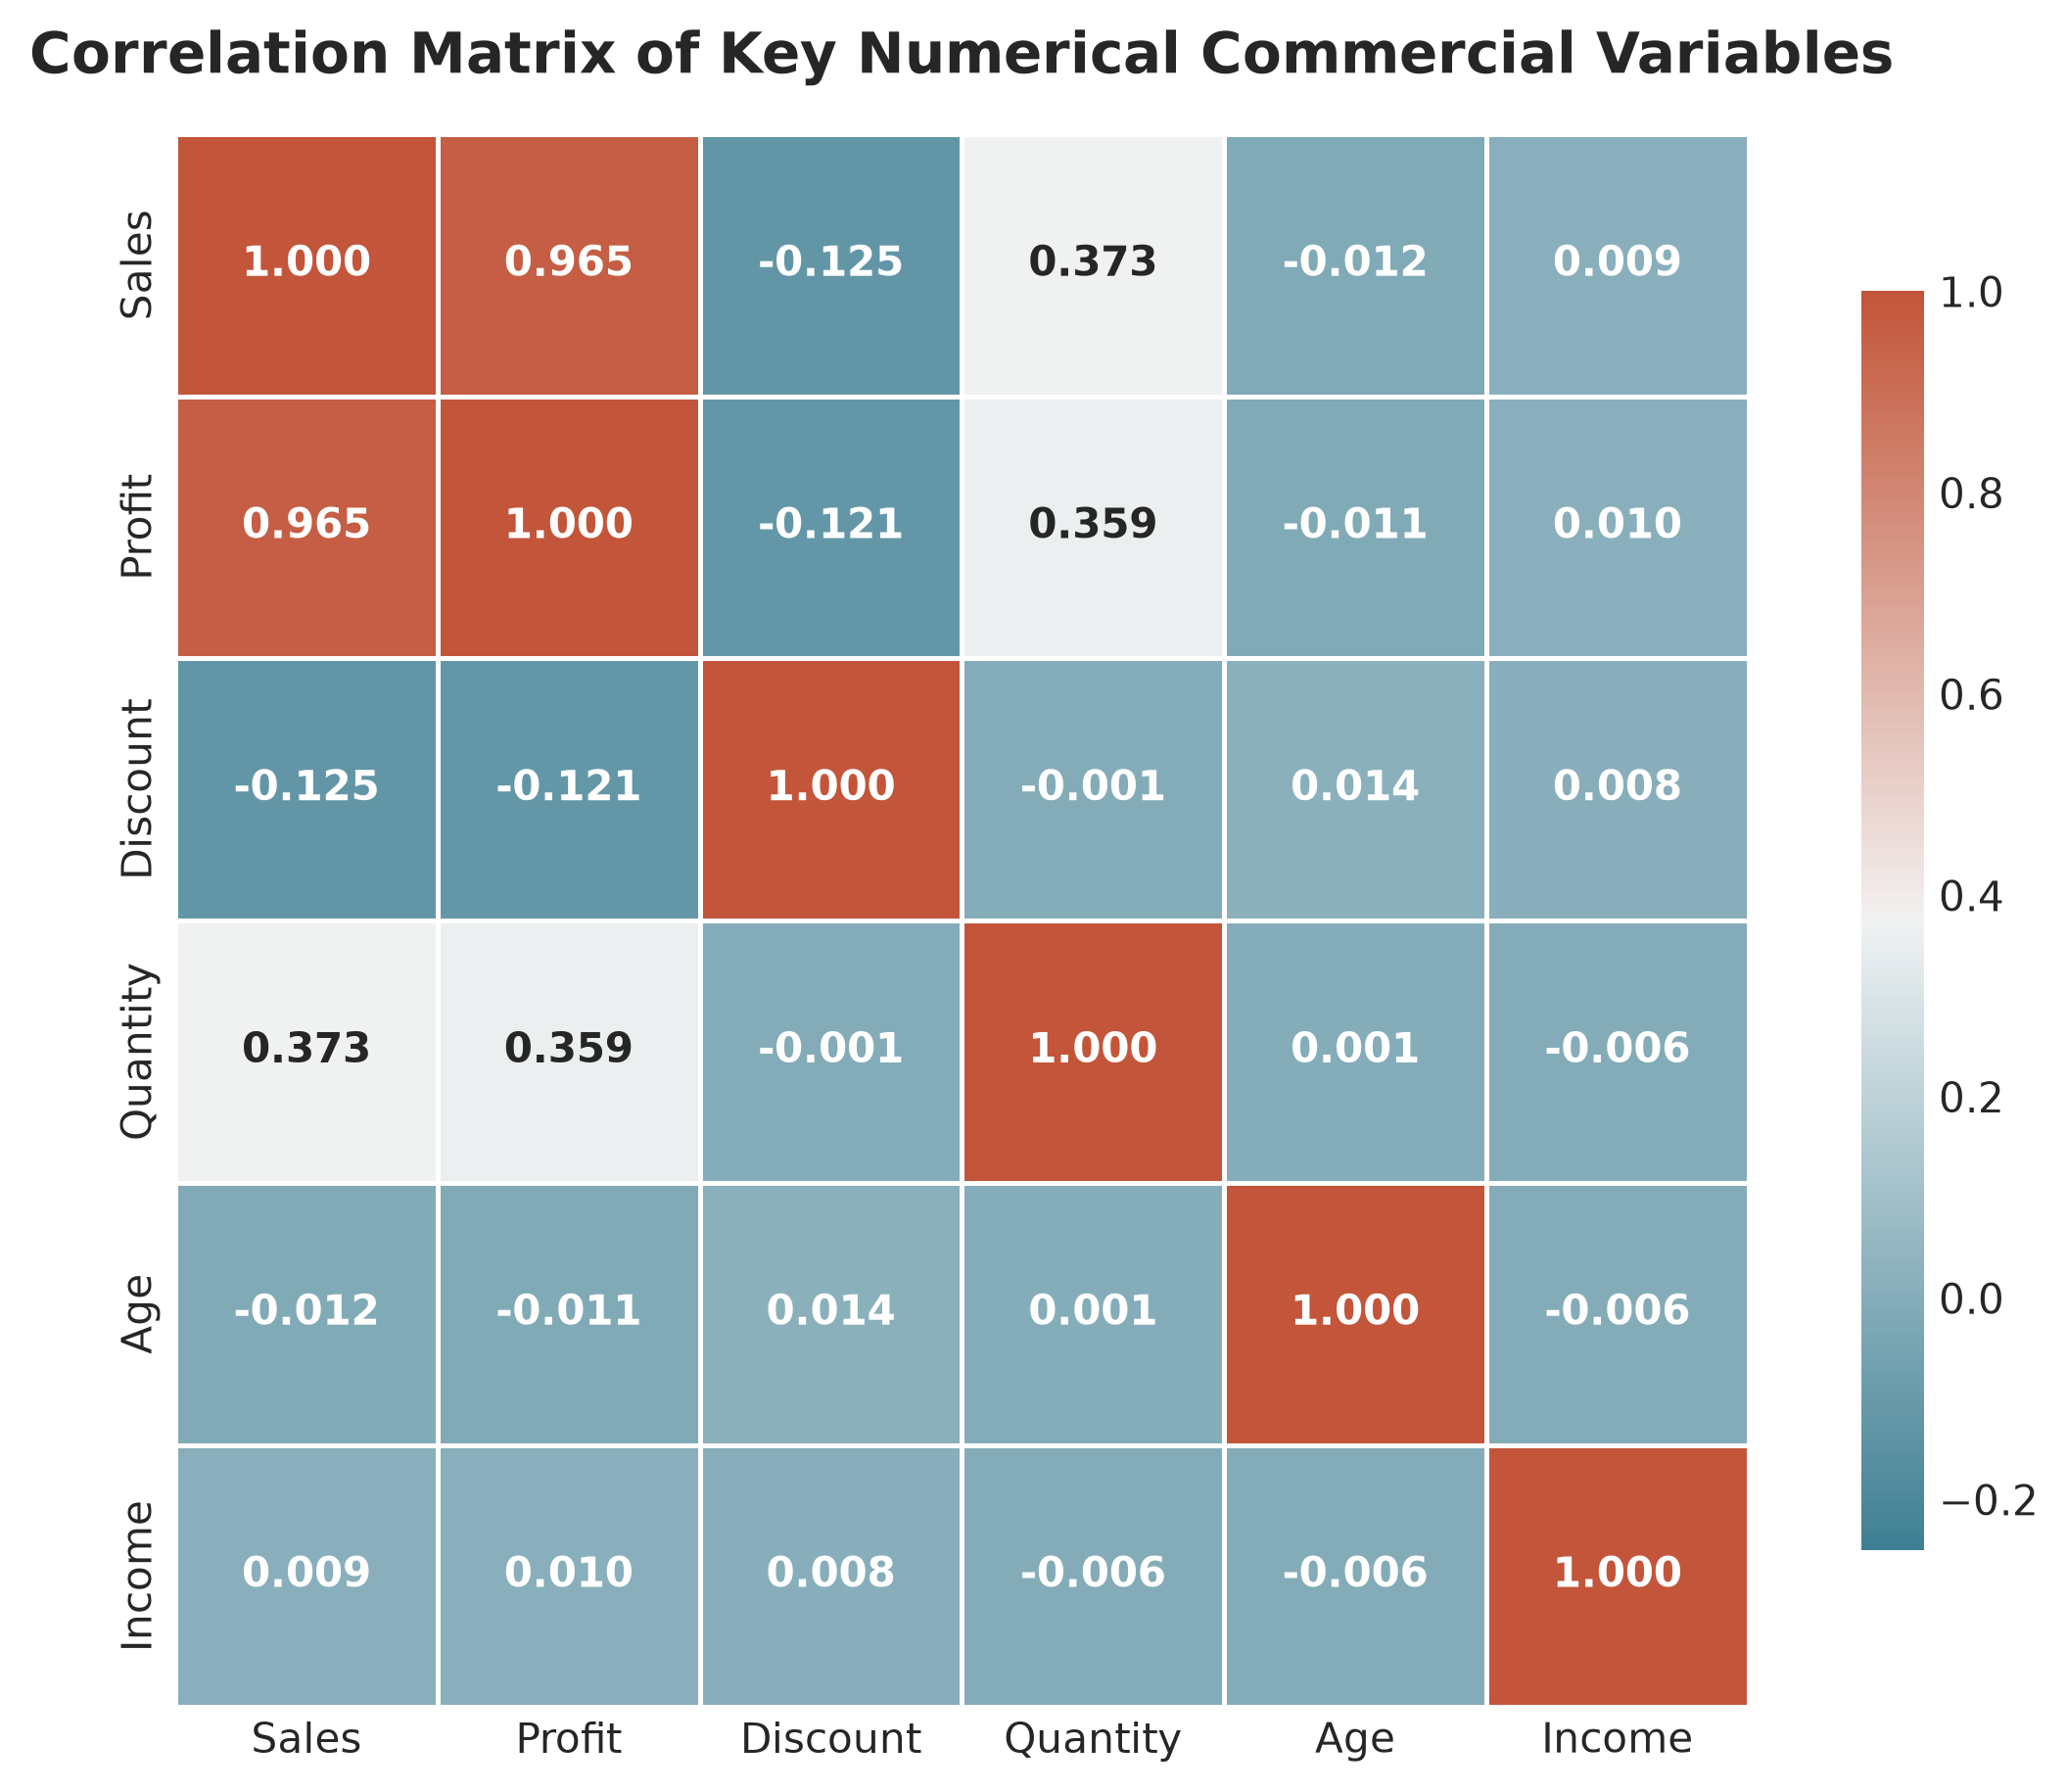 Correlation Matrix of Key Numerical Commercial Variables
Sales 1.000 0.965 -0.125 0.373 -0.012 0.009
Profit 0.965 1.000 -0.121 0.359 -0.011 0.010
Discount -0.125 -0.121 1.000 -0.001 0.014 0.008
Quantity 0.373 0.359 -0.001 1.000 0.001 -0.006
Age -0.012 -0.011 0.014 0.001 1.000 -0.006
Income 0.009 0.010 0.008 -0.006 -0.006 1.000
Sales Profit Discount Quantity Age Income
1.0
0.8
0.6
0.4
0.2
0.0
−0.2